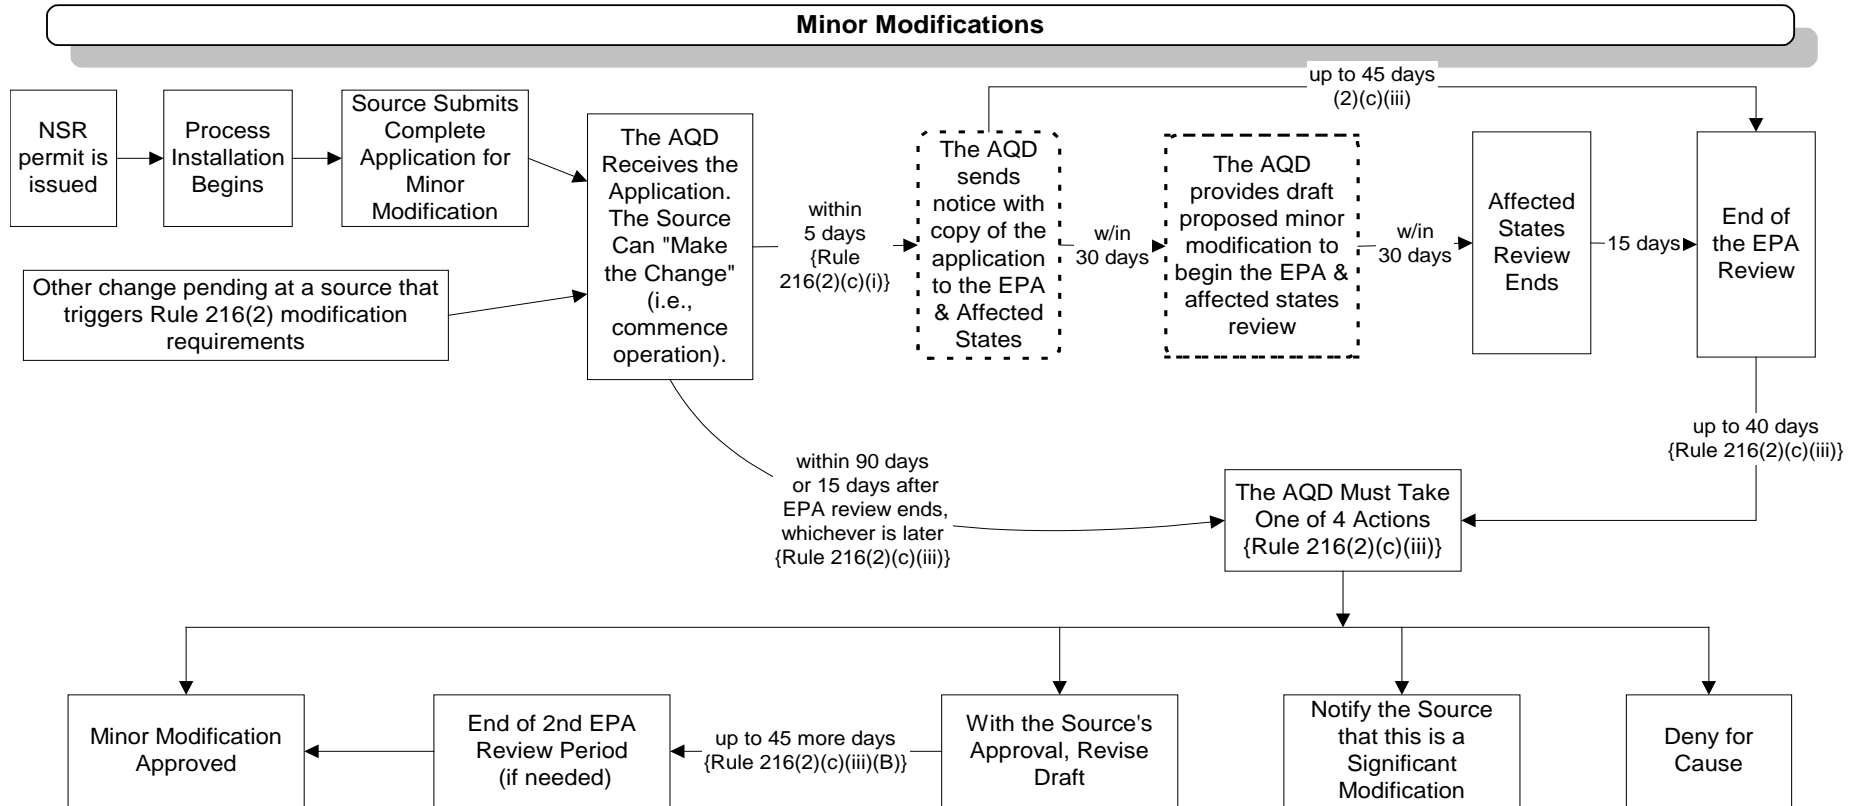 Minor Modifications
NSR
permit is
issued
Process
Installation
Begins
Source Submits
Complete
Application for
Minor
Modification
Other change pending at a source that
triggers Rule 216(2) modification
requirements
The AQD
Receives the
Application.
The Source
Can "Make
the Change"
(i.e.,
commence
operation).
within
5 days
{Rule
216(2)(c)(i)}
The AQD
sends
notice with
copy of the
application
to the EPA
& Affected
States
up to 45 days
(2)(c)(iii)
w/in
30 days
The AQD
provides draft
proposed minor
modification to
begin the EPA &
affected states
review
w/in
30 days
Affected
States
Review
Ends
15 days
End of
the EPA
Review
up to 40 days
{Rule 216(2)(c)(iii)}
within 90 days
or 15 days after
EPA review ends,
whichever is later
{Rule 216(2)(c)(iii)}
The AQD Must Take
One of 4 Actions
{Rule 216(2)(c)(iii)}
Minor Modification
Approved
End of 2nd EPA
Review Period
(if needed)
up to 45 more days
{Rule 216(2)(c)(iii)(B)}
With the Source's
Approval, Revise
Draft
Notify the Source
that this is a
Significant
Modification
Deny for
Cause